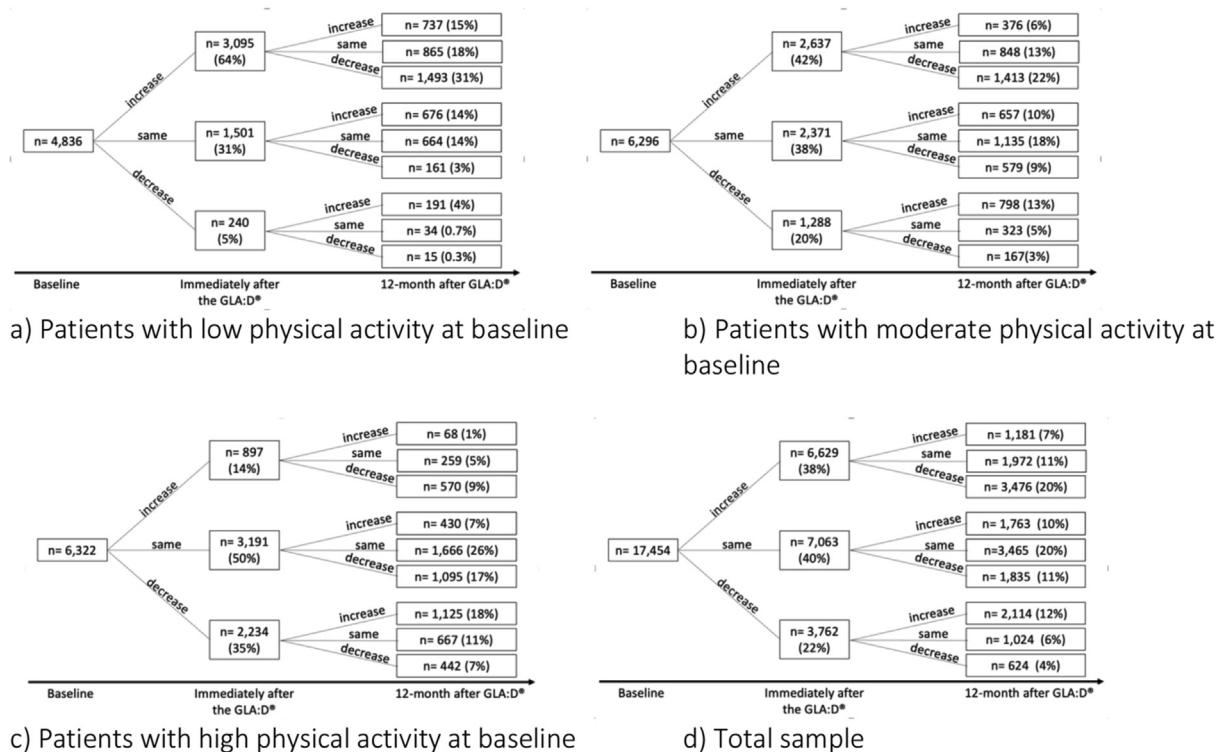 increase
n= 737 (15%)
n= 3,095
(64%)
same
n= 865 (18%)
decrease
n= 1,493 (31%)
increase
increase
n= 676 (14%)
n= 4,836
same
n= 1,501
(31%)
same
n= 664 (14%)
decrease
n= 161 (3%)
decrease
increase
n= 191 (4%)
n= 240
(5%)
same
n= 34 (0.7%)
decrease
n= 15 (0.3%)
Baseline
Immediately after
the GLA:D®
12-month after GLA:D®
a) Patients with low physical activity at baseline
increase
n= 376 (6%)
n= 2,637
(42%)
same
n= 848 (13%)
decrease
n= 1,413 (22%)
increase
increase
n= 657 (10%)
n= 6,296
same
n= 2,371
(38%)
same
n= 1,135 (18%)
decrease
n= 579 (9%)
decrease
increase
n= 798 (13%)
n= 1,288
(20%)
same
n= 323 (5%)
decrease
n= 167(3%)
Baseline
Immediately after
the GLA:D®
12-month after GLA:D®
b) Patients with moderate physical activity at
baseline
increase
n= 68 (1%)
n= 897
(14%)
same
n= 259 (5%)
decrease
n= 570 (9%)
increase
increase
n= 430 (7%)
n= 6,322
same
n= 3,191
(50%)
same
n= 1,666 (26%)
decrease
n= 1,095 (17%)
decrease
increase
n= 1,125 (18%)
n= 2,234
(35%)
same
n= 667 (11%)
decrease
n= 442 (7%)
Baseline
Immediately after
the GLA:D®
12-month after GLA:D®
c) Patients with high physical activity at baseline
increase
n= 1,181 (7%)
n= 6,629
(38%)
same
n= 1,972 (11%)
decrease
n= 3,476 (20%)
increase
increase
n= 1,763 (10%)
n= 17,454
same
n= 7,063
(40%)
same
n=3,465 (20%)
decrease
n= 1,835 (11%)
decrease
increase
n= 2,114 (12%)
n= 3,762
(22%)
same
n= 1,024 (6%)
decrease
n= 624 (4%)
Baseline
Immediately after
the GLA:D®
12-month after GLA:D®
d) Total sample